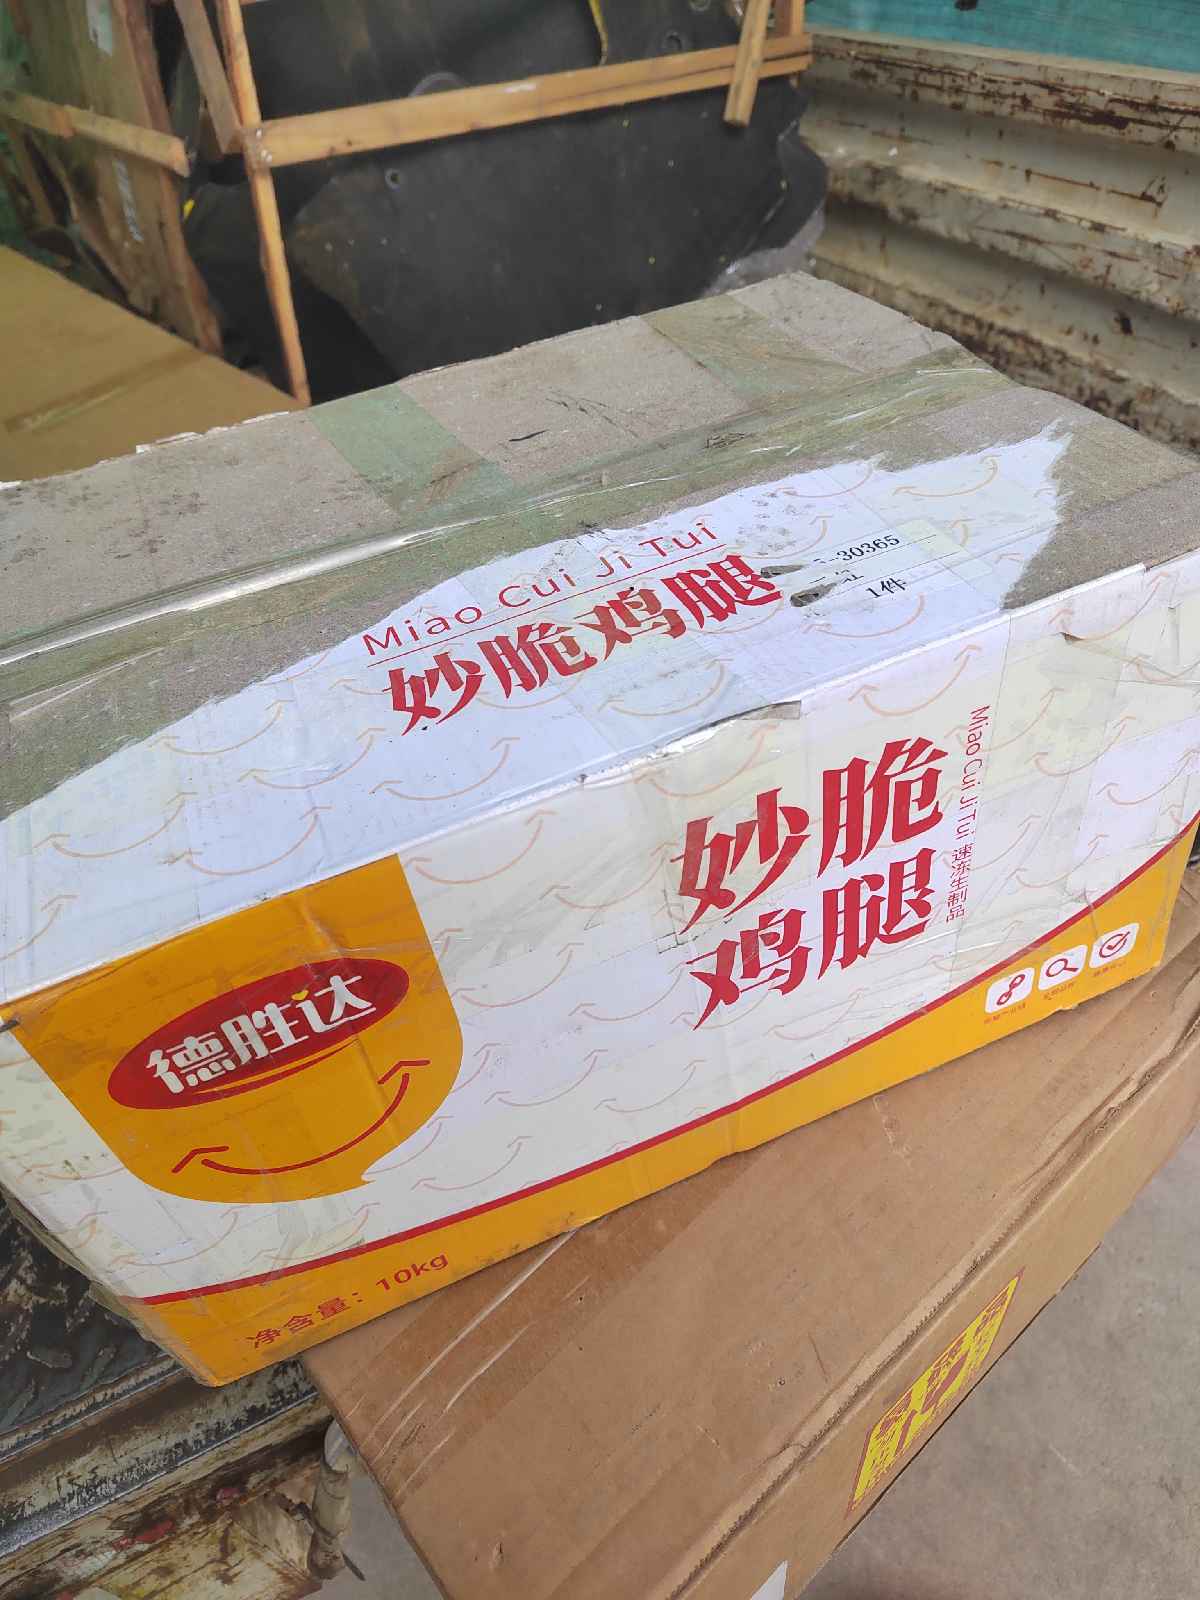 Miao Cui Ji Tui
妙脆鸡腿
-30365
1件
妙脆
鸡腿
Miao Cui Ji Tui 速冻生制品
德胜达
净含量：10kg